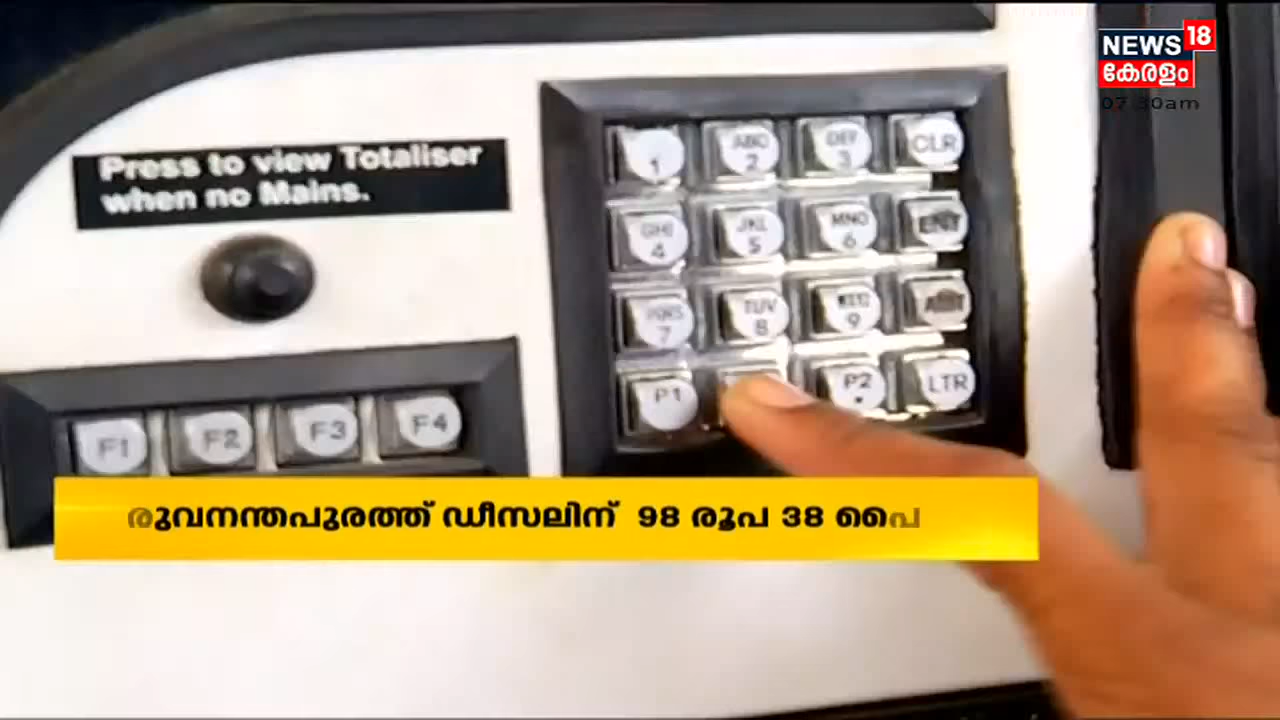 NEWS 18
കേരളം
07:30am
Press to view Totaliser
when no Mains.
1
ABC 2
DEF 3
CLR
GHI 4
JKL 5
MNO 6
ENT
PQRS 7
TUV 8
9
P1
P2
LTR
F1 F2 F3 F4
രുവനന്തപുരത്ത് ഡീസലിന് 98 രൂപ 38 പൈ